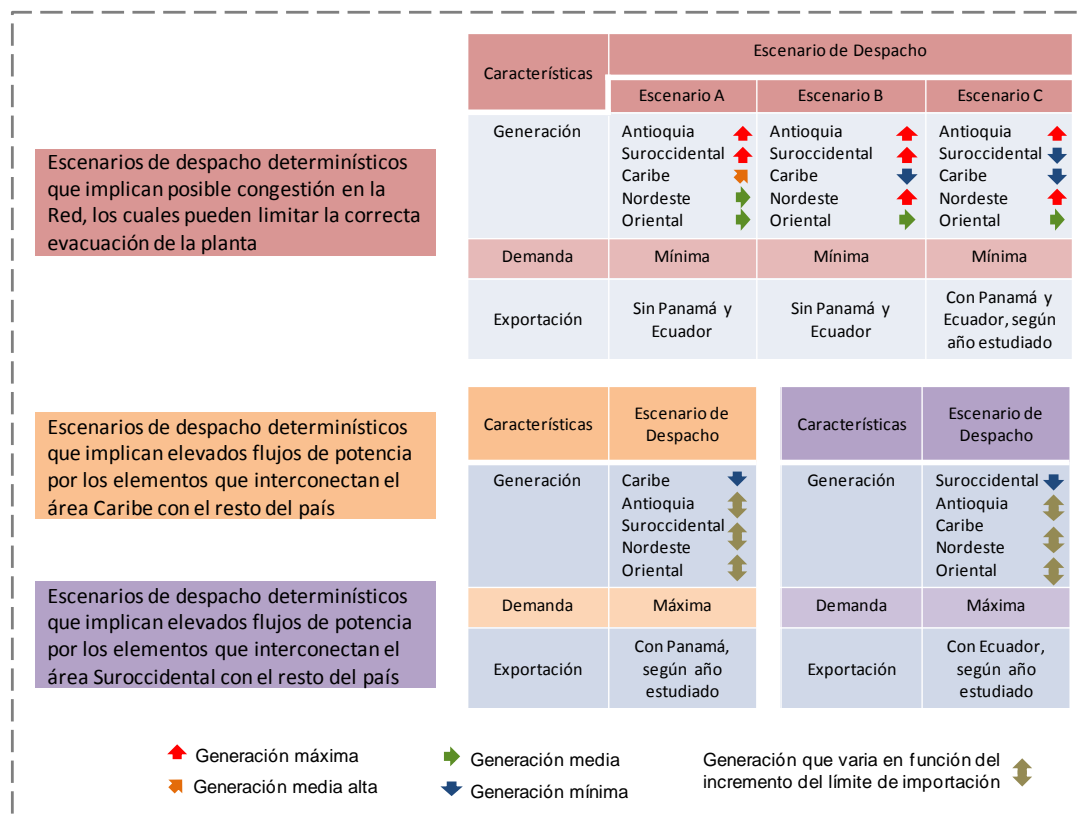 Escenarios de despacho determinísticos
que implican posible congestión en la
Red, los cuales pueden limitar la correcta
evacuación de la planta
Características
Escenario de Despacho
Escenario A
Escenario B
Escenario C
Generación
Antioquia
Suroccidental
Caribe
Nordeste
Oriental
Antioquia
Suroccidental
Caribe
Nordeste
Oriental
Antioquia
Suroccidental
Caribe
Nordeste
Oriental
Demanda
Mínima
Mínima
Mínima
Exportación
Sin Panamá y
Ecuador
Sin Panamá y
Ecuador
Con Panamá y
Ecuador, según
año estudiado
Escenarios de despacho determinísticos
que implican elevados flujos de potencia
por los elementos que interconectan el
área Caribe con el resto del país
Características
Escenario de
Despacho
Generación
Caribe
Antioquia
Suroccidental
Nordeste
Oriental
Demanda
Máxima
Exportación
Con Panamá,
según año
estudiado
Escenarios de despacho determinísticos
que implican elevados flujos de potencia
por los elementos que interconectan el
área Suroccidental con el resto del país
Características
Escenario de
Despacho
Generación
Suroccidental
Antioquia
Caribe
Nordeste
Oriental
Demanda
Máxima
Exportación
Con Ecuador,
según año
estudiado
Generación máxima
Generación media alta
Generación media
Generación mínima
Generación que varia en función del
incremento del límite de importación